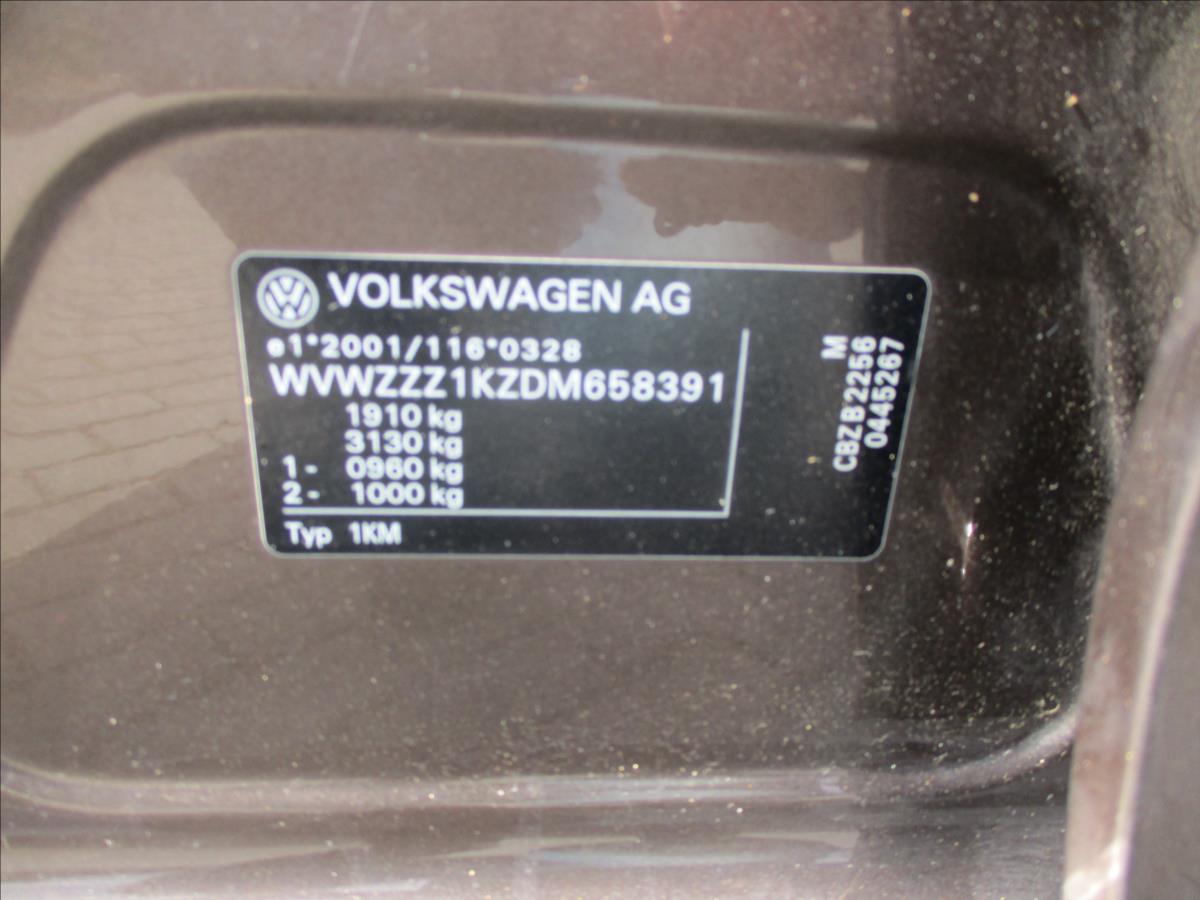 VOLKSWAGEN AG
e1*2001/116*0328
WVWZZZ1KZDM658391
1910 kg
3130 kg
1- 0960 kg
2- 1000 kg
Typ 1KM
M
CBZB2256
0445267